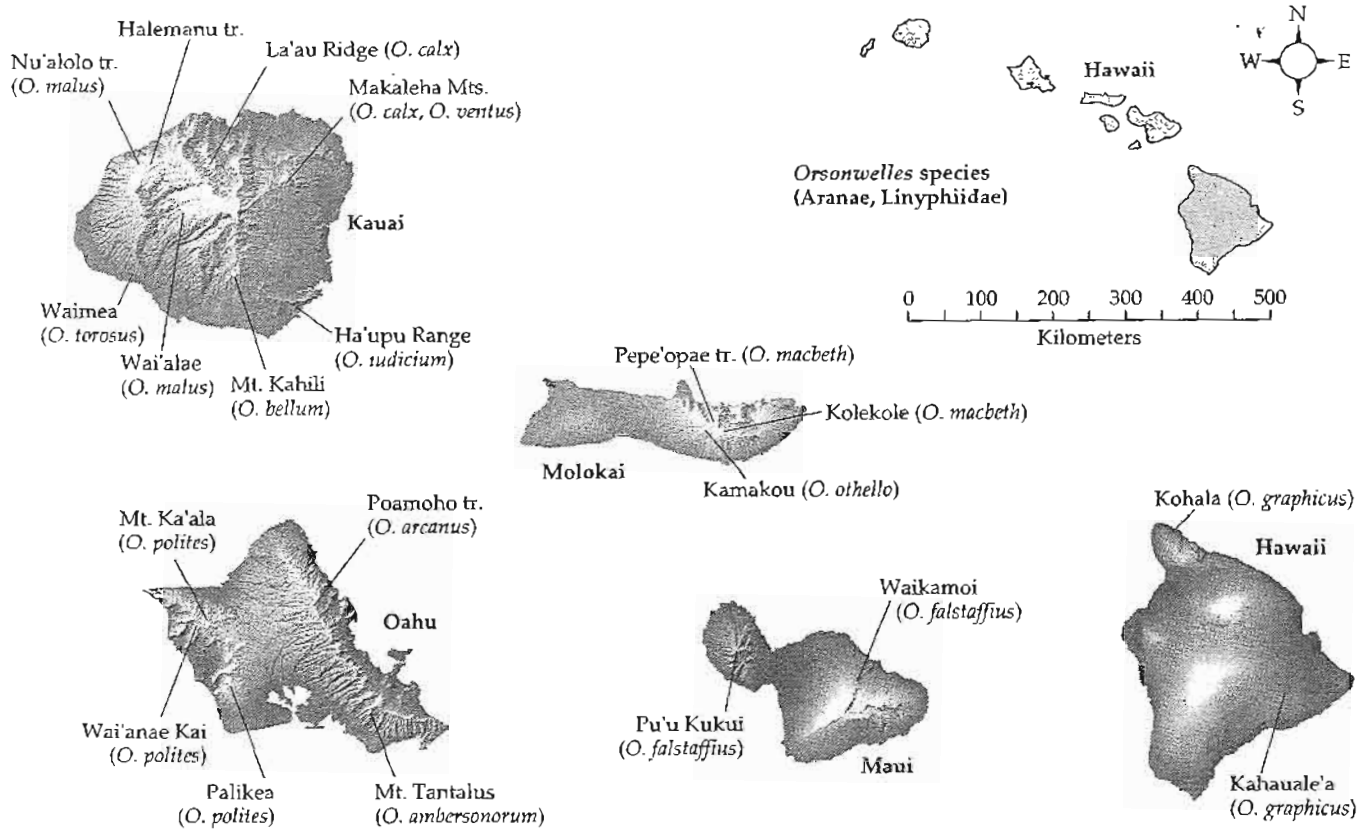 Halemanu tr.
Nu'alolo tr.
(O. malus)
La'au Ridge (O. calx)
Makaleha Mts.
(O. calx, O. ventus)
Kauai
Waimea
(O. torosus)
Wai'alae
(O. malus)
Mt. Kahili
(O. bellum)
Ha'upu Range
(O. iudicium)
N
W
E
S
Hawaii
Orsonwelles species
(Aranae, Linyphiidae)
0 100 200 300 400 500
Kilometers
Pepe'opae tr. (O. macbeth)
Kolekole (O. macbeth)
Molokai
Kamakou (O. othello)
Mt. Ka'ala
(O. polites)
Poamoho tr.
(O. arcanus)
Oahu
Wai'anae Kai
(O. polites)
Palikea
(O. polites)
Mt. Tantalus
(O. ambersonorum)
Waikamoi
(O. falstaffius)
Pu'u Kukui
(O. falstaffius)
Maui
Kohala (O. graphicus)
Hawaii
Kahauale'a
(O. graphicus)